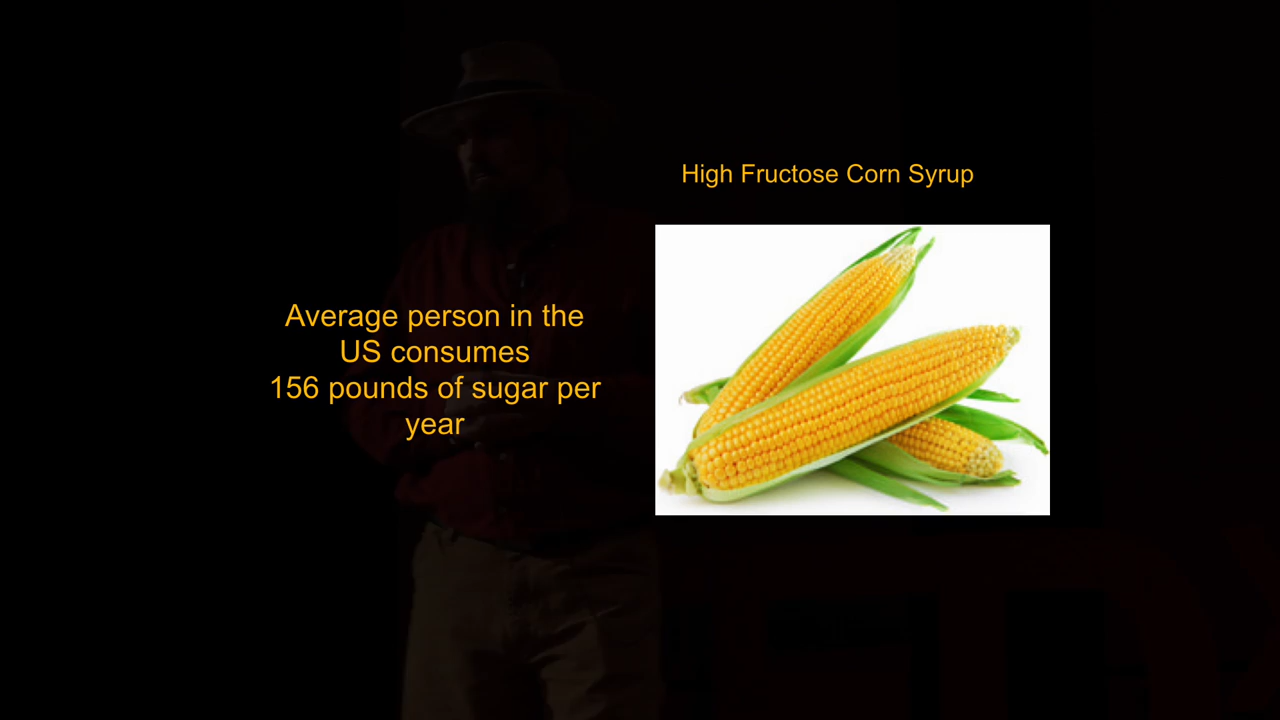 High Fructose Corn Syrup
Average person in the
US consumes
156 pounds of sugar per
year